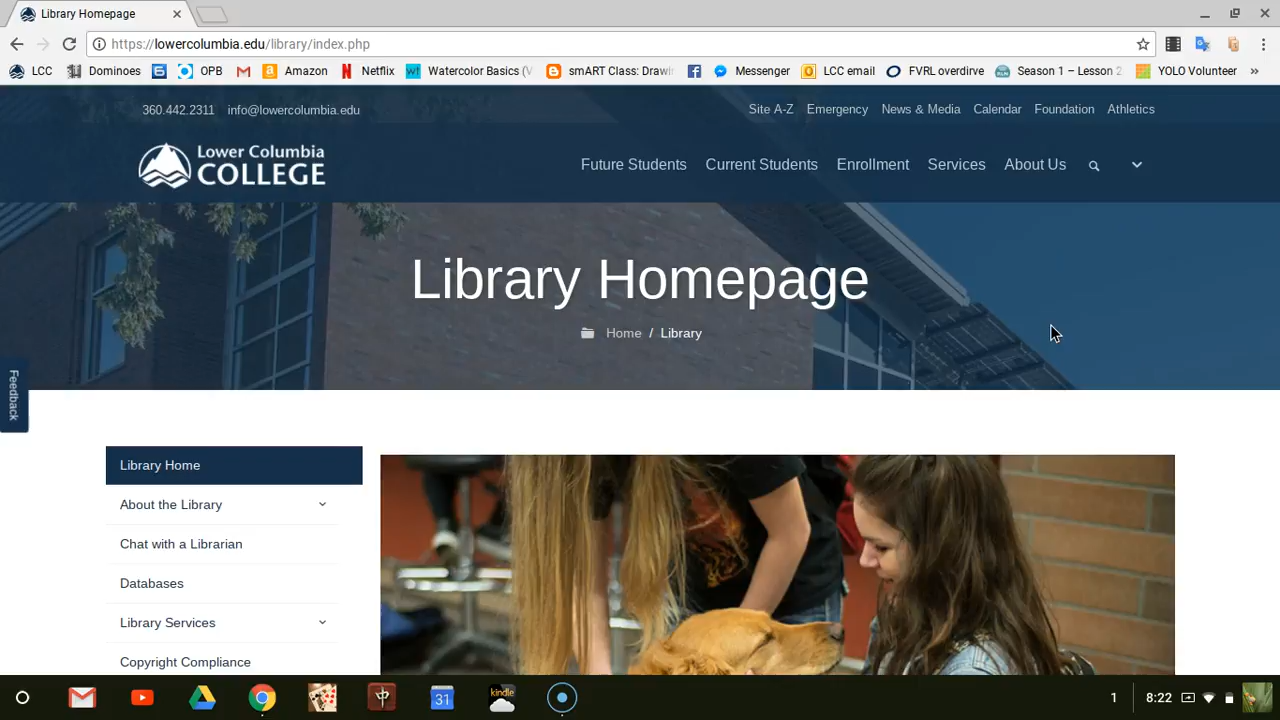 Library Homepage
https://lowercolumbia.edu/library/index.php
LCC Dominoes OPB Amazon Netflix Watercolor Basics (V smART Class: Drawi Messenger LCC email FVRL overdrive Season 1 – Lesson 2 YOLO Volunteer »
360.442.2311 info@lowercolumbia.edu Site A-Z Emergency News & Media Calendar Foundation Athletics
Lower Columbia
COLLEGE
Future Students Current Students Enrollment Services About Us
Library Homepage
Home / Library
Feedback
Library Home
About the Library
Chat with a Librarian
Databases
Library Services
Copyright Compliance
31 kindle 1 8:22